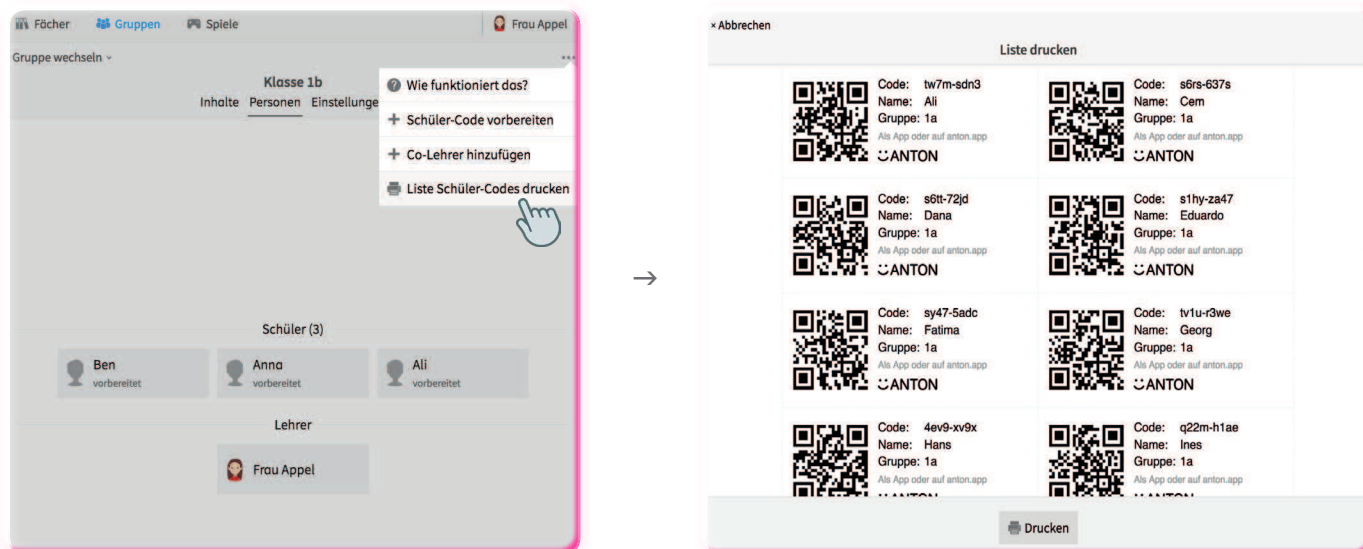 Fächer Gruppen Spiele Frau Appel
Gruppe wechseln
Klasse 1b
Inhalte Personen Einstellunge
Wie funktioniert das?
Schüler-Code vorbereiten
Co-Lehrer hinzufügen
Liste Schüler-Codes drucken
Schüler (3)
Ben
vorbereitet
Anna
vorbereitet
Ali
vorbereitet
Lehrer
Frau Appel
→
× Abbrechen
Liste drucken
Code: tw7m-sdn3
Name: Ali
Gruppe: 1a
Als App oder auf anton.app
ANTON
Code: s6rs-637s
Name: Cem
Gruppe: 1a
Als App oder auf anton.app
ANTON
Code: s6tt-72jd
Name: Dana
Gruppe: 1a
Als App oder auf anton.app
ANTON
Code: s1hy-za47
Name: Eduardo
Gruppe: 1a
Als App oder auf anton.app
ANTON
Code: sy47-5adc
Name: Fatima
Gruppe: 1a
Als App oder auf anton.app
ANTON
Code: tv1u-r3we
Name: Georg
Gruppe: 1a
Als App oder auf anton.app
ANTON
Code: 4ev9-xv9x
Name: Hans
Gruppe: 1a
Als App oder auf anton.app
Code: q22m-h1ae
Name: Ines
Gruppe: 1a
Als App oder auf anton.app
Drucken